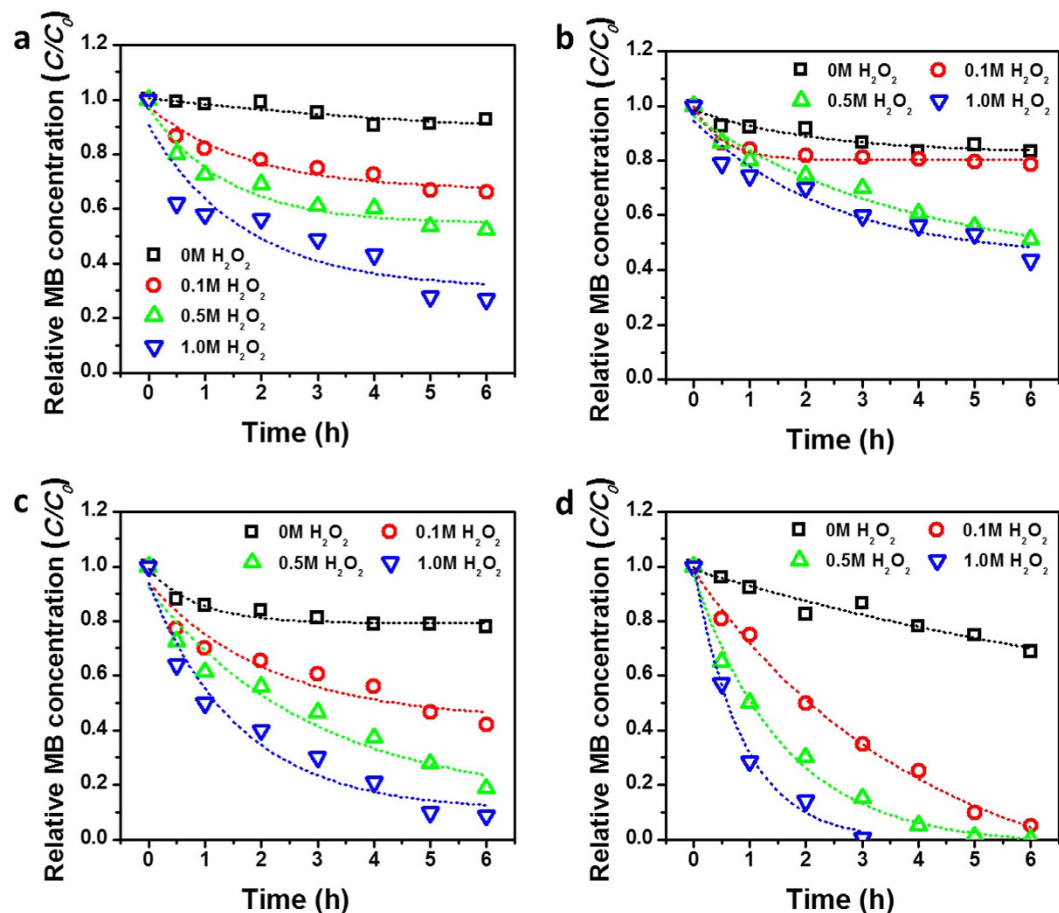 a
Relative MB concentration (C/C₀)
1.2
1.0
0.8
0.6
0.4
0.2
0.0
0M H₂O₂
0.1M H₂O₂
0.5M H₂O₂
1.0M H₂O₂
0 1 2 3 4 5 6
Time (h)
b
Relative MB concentration (C/C₀)
1.2
1.0
0.8
0.6
0.4
0.2
0.0
0M H₂O₂ 0.1M H₂O₂
0.5M H₂O₂ 1.0M H₂O₂
0 1 2 3 4 5 6
Time (h)
c
Relative MB concentration (C/C₀)
1.2
1.0
0.8
0.6
0.4
0.2
0.0
0M H₂O₂ 0.1M H₂O₂
0.5M H₂O₂ 1.0M H₂O₂
0 1 2 3 4 5 6
Time (h)
d
Relative MB concentration (C/C₀)
1.2
1.0
0.8
0.6
0.4
0.2
0.0
0M H₂O₂ 0.1M H₂O₂
0.5M H₂O₂ 1.0M H₂O₂
0 1 2 3 4 5 6
Time (h)